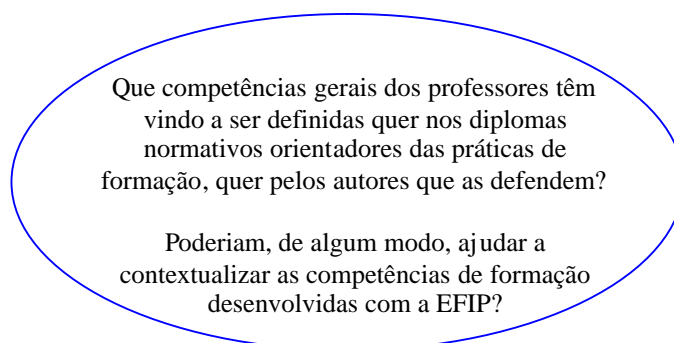 Que competências gerais dos professores têm
vindo a ser definidas quer nos diplomas
normativos orientadores das práticas de
formação, quer pelos autores que as defendem?
Poderiam, de algum modo, ajudar a
contextualizar as competências de formação
desenvolvidas com a EFIP?